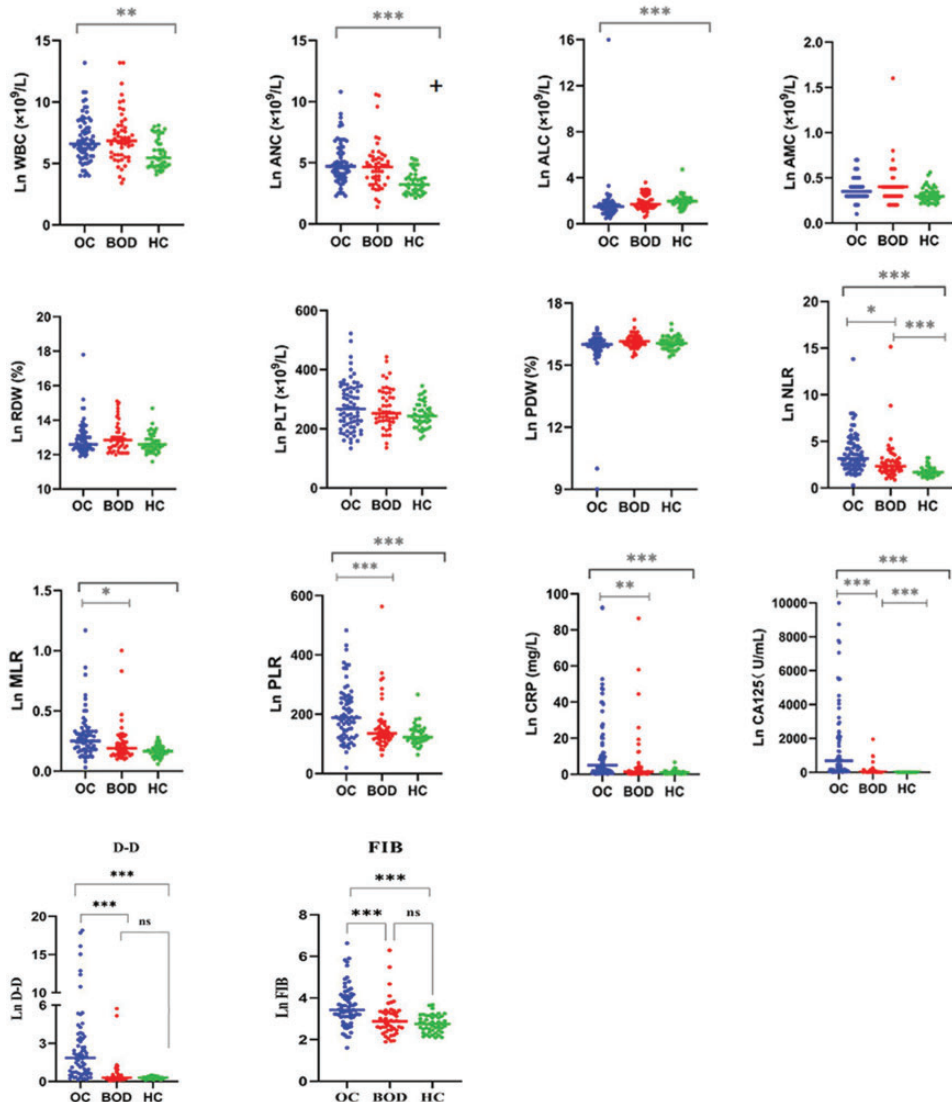 **
15
10
5
0
Ln WBC (×10⁹/L)
OC BOD HC
***
15
10
5
0
+
Ln ANC (×10⁹/L)
OC BOD HC
***
16
12
8
4
0
Ln ALC (×10⁹/L)
OC BOD HC
2.0
1.5
1.0
0.5
0.0
Ln AMC (×10⁹/L)
OC BOD HC
20
18
16
14
12
10
Ln RDW (%)
OC BOD HC
600
400
200
0
Ln PLT (×10⁹/L)
OC BOD HC
18
15
12
9
Ln PDW (%)
OC BOD HC
***
*
***
20
15
10
5
0
Ln NLR
OC BOD HC
*
1.5
1.0
0.5
0.0
Ln MLR
OC BOD HC
***
***
600
400
200
0
Ln PLR
OC BOD HC
***
**
100
80
60
40
20
0
Ln CRP (mg/L)
OC BOD HC
***
***
***
10000
8000
6000
4000
2000
0
Ln CA125( U/mL)
OC BOD HC
D-D
***
***
ns
20
15
10
6
3
0
Ln D-D
OC BOD HC
FIB
***
***
ns
8
6
4
2
0
Ln FIB
OC BOD HC